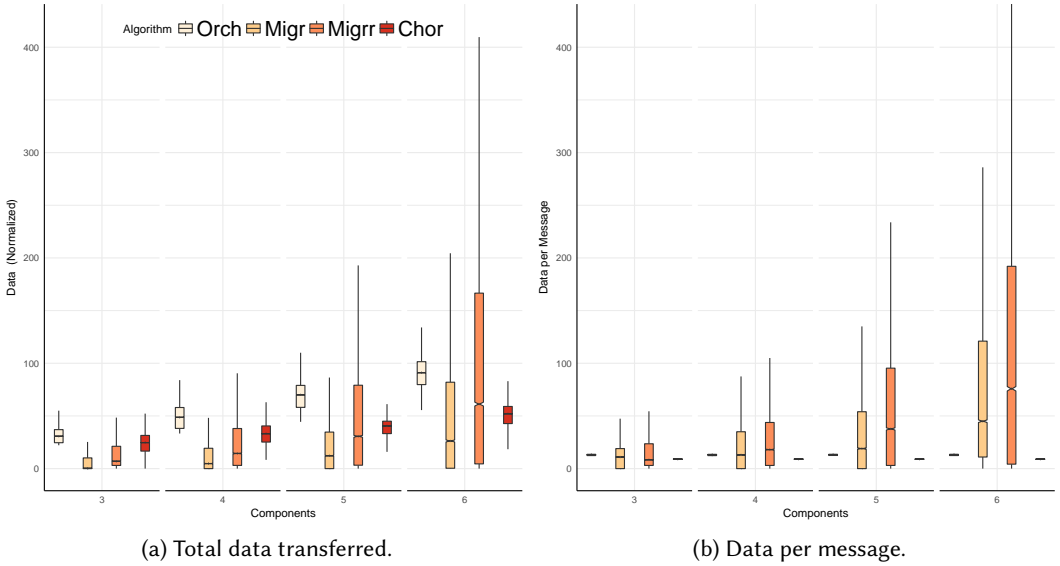 Algorithm Orch Migr Migrr Chor
400
300
200
100
0
Data (Normalized)
3 4 5 6
Components
(a) Total data transferred.
400
300
200
100
0
Data per Message
3 4 5 6
Components
(b) Data per message.